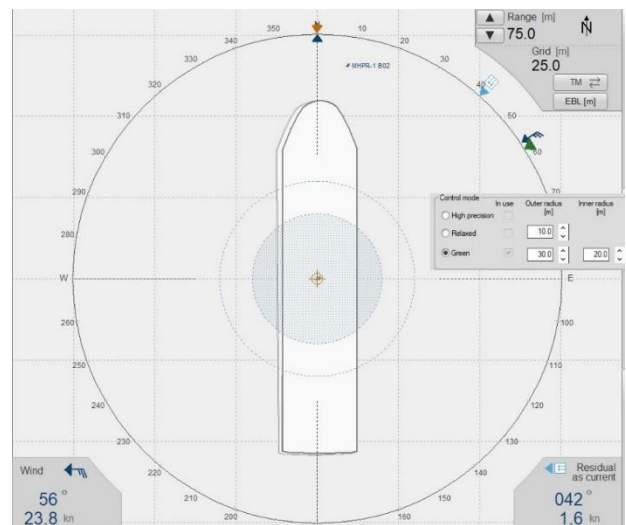 350
10
340
20
330
30
320
40
310
50
300
60
290
280
W
E
260
100
250
110
240
120
230
130
220
140
210
200
160
# MHPR-1 B02
Range [m]
75.0
N
Grid [m]
25.0
TM
EBL [m]
Control mode
In use
Outer radius
[m]
Inner radius
[m]
High precision
Relaxed
10.0
Green
30.0
20.0
Wind
56 °
23.8 kn
Residual
as current
042 °
1.6 kn